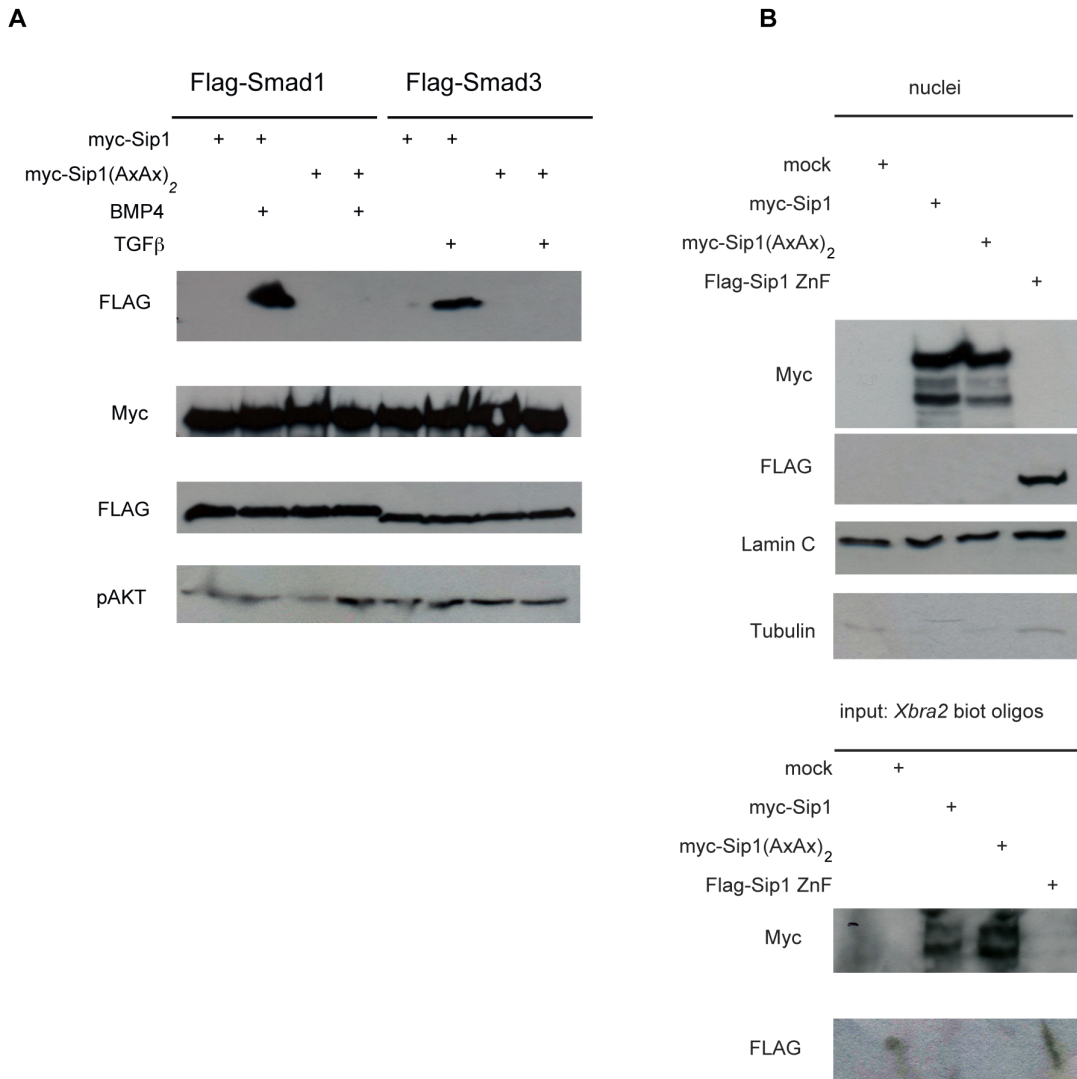 A
Flag-Smad1 Flag-Smad3
myc-Sip1 + + + +
myc-Sip1(AxAx)2 + + + +
BMP4 + +
TGFβ + +
FLAG
Myc
FLAG
pAKT
B
nuclei
mock +
myc-Sip1 +
myc-Sip1(AxAx)2 +
Flag-Sip1 ZnF +
Myc
FLAG
Lamin C
Tubulin
input: Xbra2 biot oligos
mock +
myc-Sip1 +
myc-Sip1(AxAx)2 +
Flag-Sip1 ZnF +
Myc
FLAG